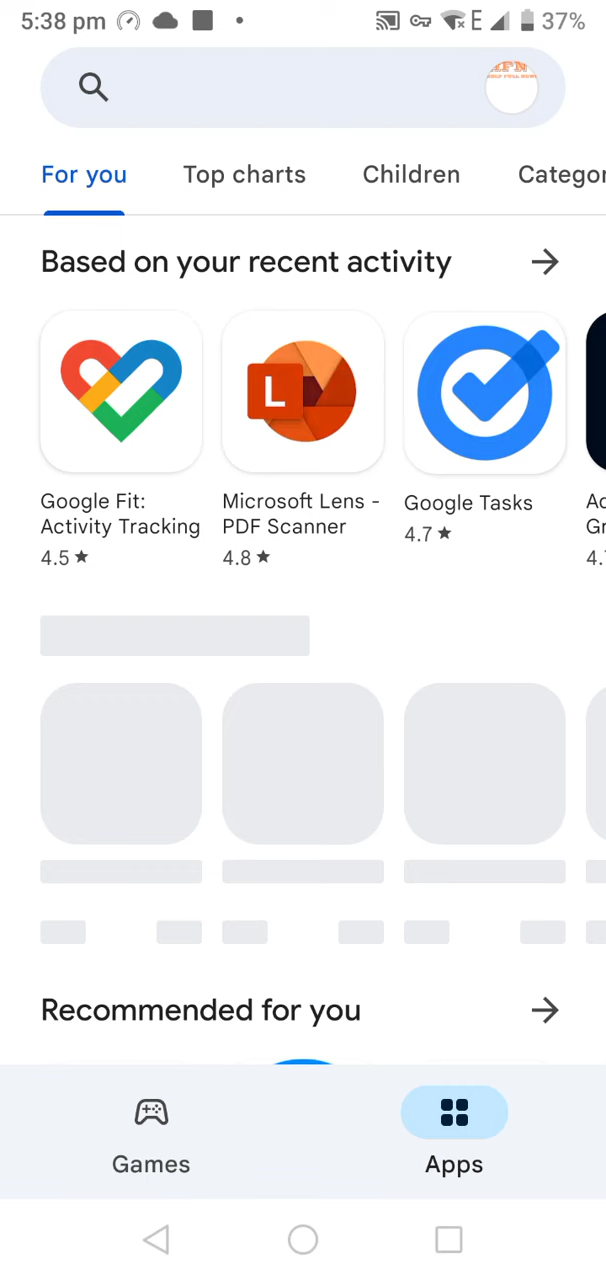 5:38 pm E 37%
For you Top charts Children Categor
Based on your recent activity
L
Google Fit: Activity Tracking
4.5★
Microsoft Lens - PDF Scanner
4.8★
Google Tasks
4.7★
Recommended for you
Games Apps